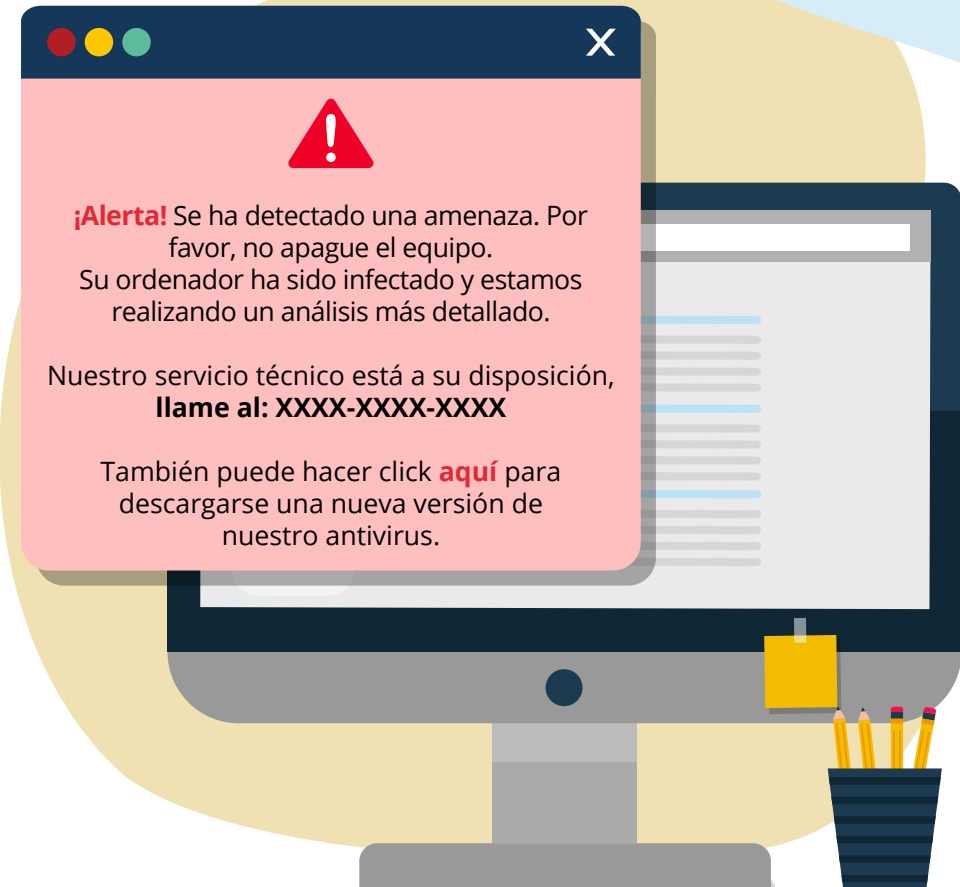 ¡Alerta! Se ha detectado una amenaza. Por
favor, no apague el equipo.
Su ordenador ha sido infectado y estamos
realizando un análisis más detallado.
Nuestro servicio técnico está a su disposición,
llame al: XXXX-XXXX-XXXX
También puede hacer click aquí para
descargarse una nueva versión de
nuestro antivirus.